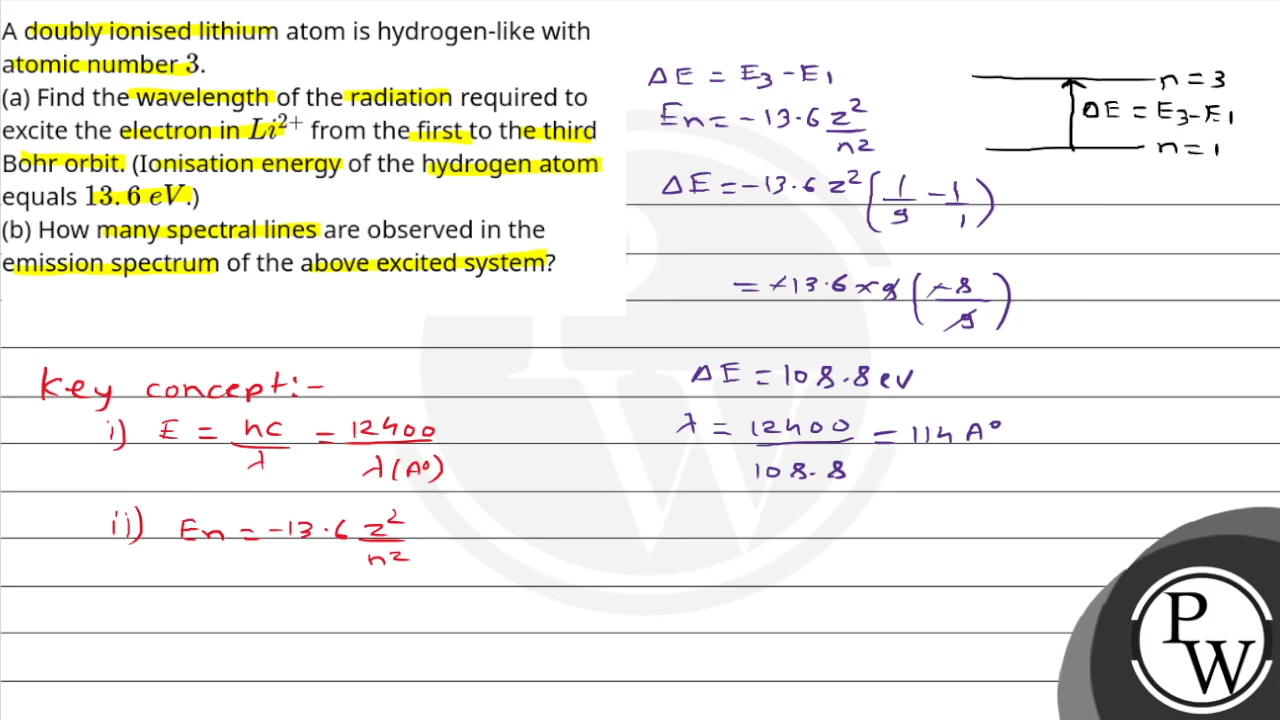 A doubly ionised lithium atom is hydrogen-like with
atomic number 3.
(a) Find the wavelength of the radiation required to
excite the electron in Li²⁺ from the first to the third
Bohr orbit. (Ionisation energy of the hydrogen atom
equals 13.6 eV.)
(b) How many spectral lines are observed in the
emission spectrum of the above excited system?
Key concept:-
i) E = hc/λ = 12400/λ(A°)
ii) En = -13.6 z²/n²
ΔE = E3 - E1
En = -13.6 z²/n²
ΔE = -13.6 z² (1/9 - 1/1)
= -13.6 × 9 (-8/9)
ΔE = 108.8 ev
λ = 12400/108.8 = 114 A°
n = 3
ΔE = E3 - E1
n = 1
PW